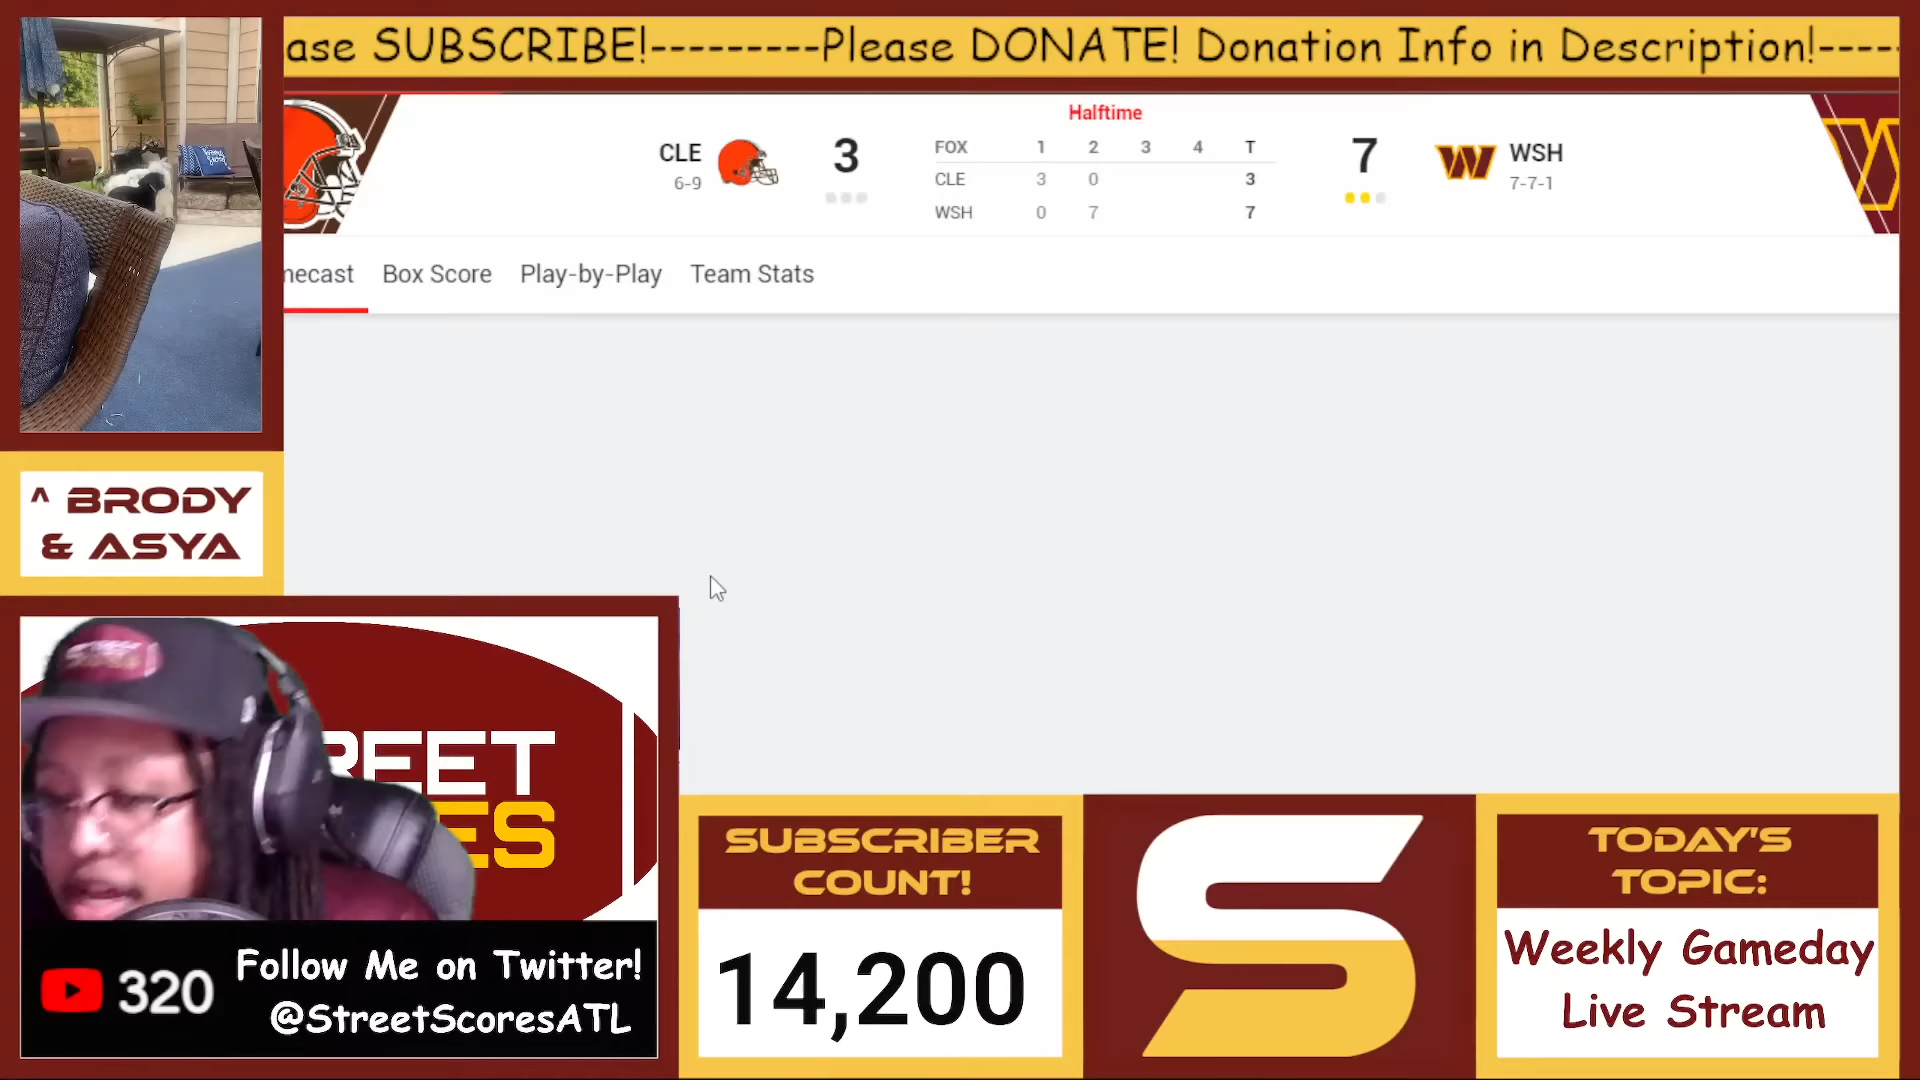 ase SUBSCRIBE!---------Please DONATE! Donation Info in Description!----
Halftime
CLE 3 FOX 1 2 3 4 T 7 WSH
6-9 CLE 3 0 3 7-7-1
WSH 0 7 7
necast Box Score Play-by-Play Team Stats
^ BRODY
& ASYA
REET
ES
320
Follow Me on Twitter!
@StreetScoresATL
SUBSCRIBER
COUNT!
14,200
S
TODAY'S
TOPIC:
Weekly Gameday
Live Stream